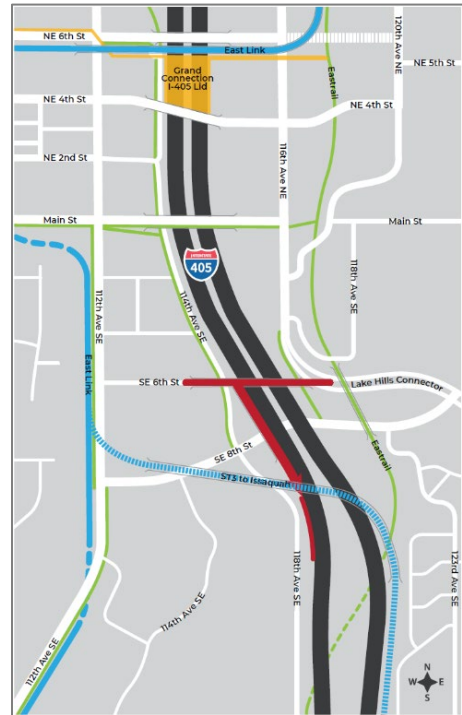 NE 6th St
East Link
120th Ave NE
NE 5th St
Grand
Connection
I-405 Lid
Eastrail
NE 4th St
NE 4th St
NE 2nd St
116th Ave NE
Main St
Main St
INTERSTATE
405
118th Ave SE
112th Ave SE
114th Ave SE
East Link
SE 6th St
Lake Hills Connector
SE 8th St
Eastrail
ST3 to Issaquah
118th Ave SE
114th Ave SE
123rd Ave SE
112th Ave SE
N
W E
S